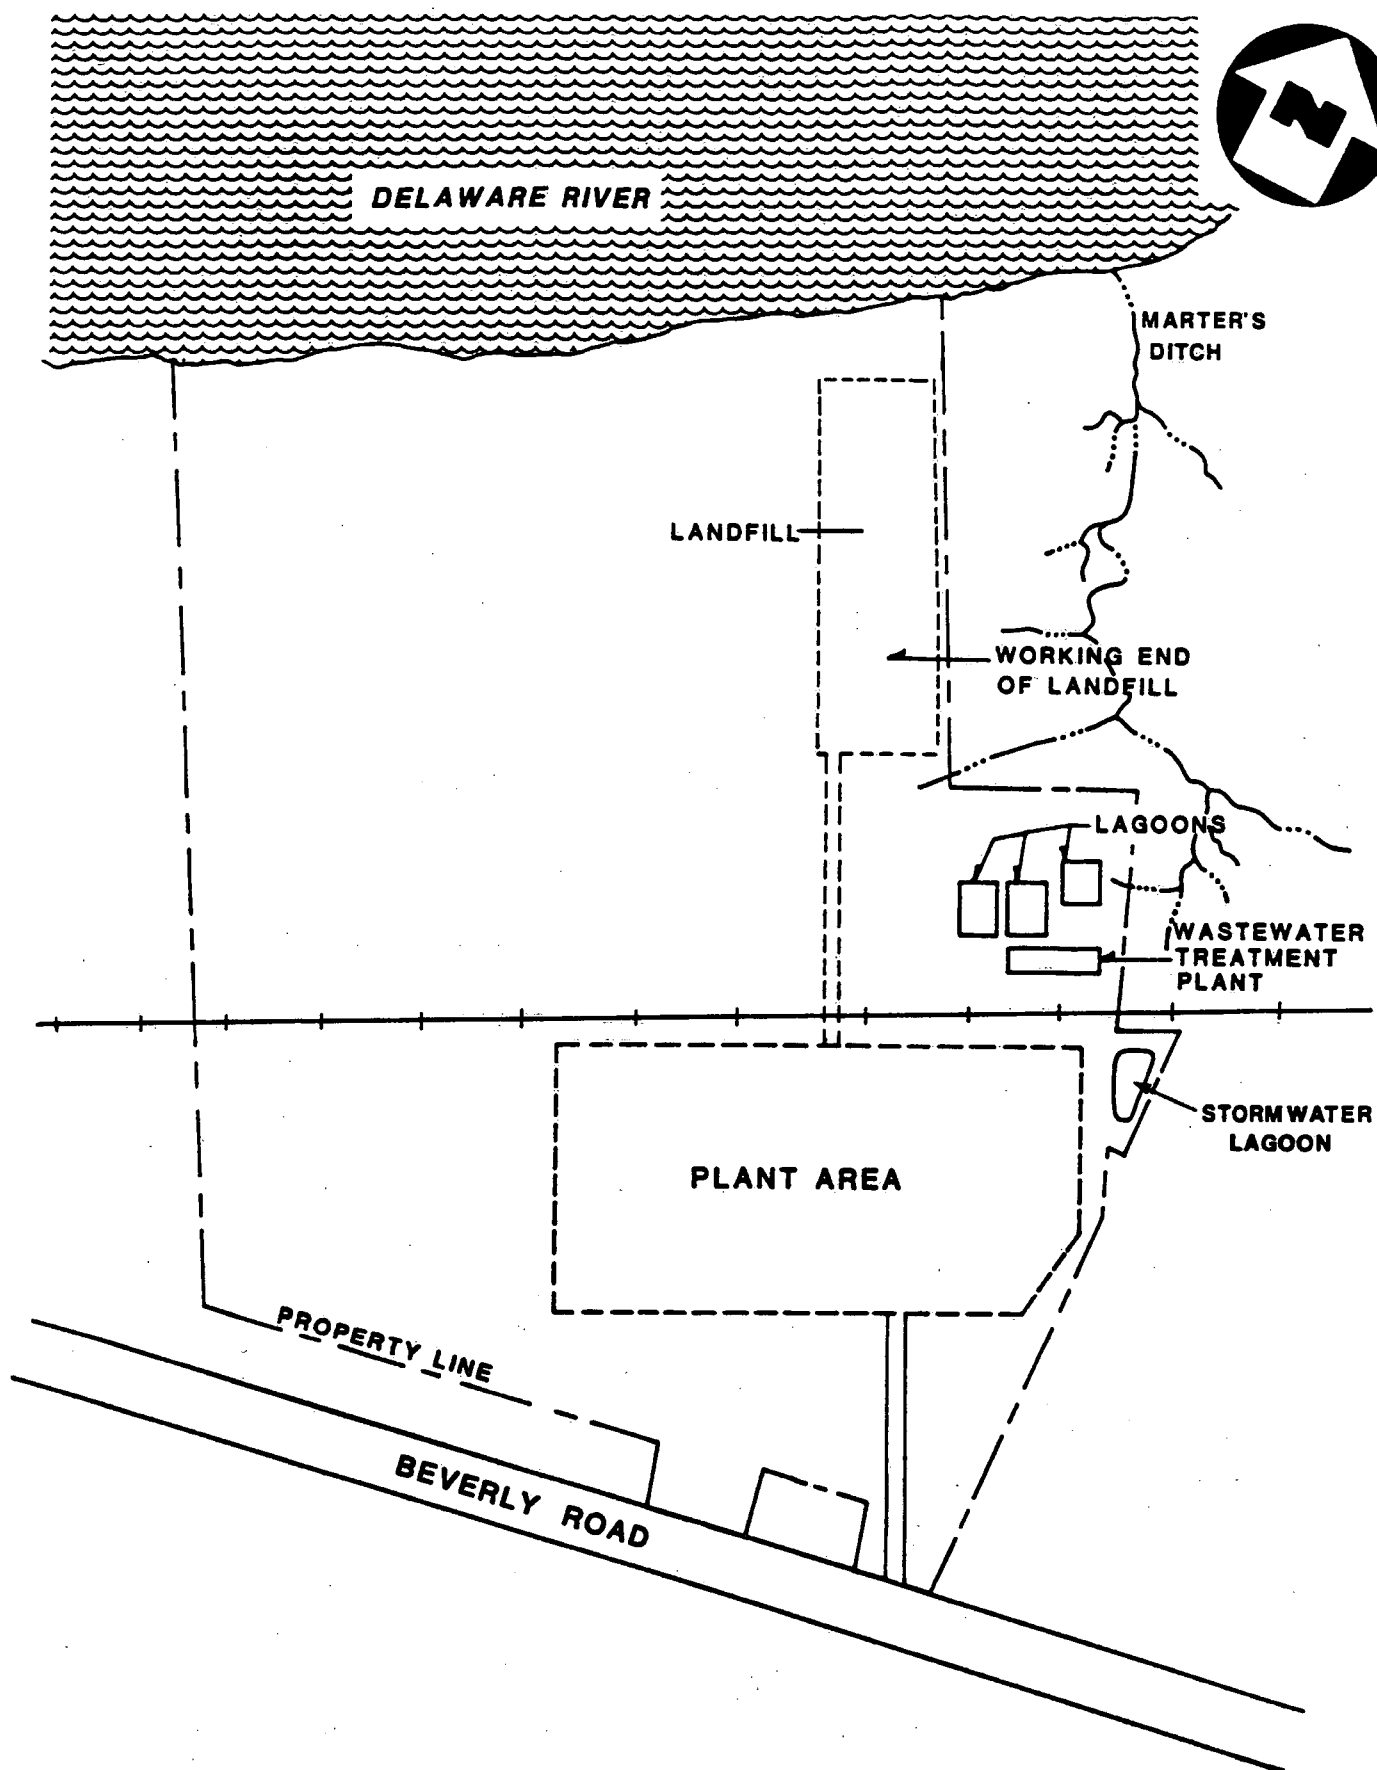 N
DELAWARE RIVER
MARTER'S
DITCH
LANDFILL
WORKING END
OF LANDFILL
LAGOONS
WASTEWATER
TREATMENT
PLANT
STORMWATER
LAGOON
PLANT AREA
PROPERTY LINE
BEVERLY ROAD